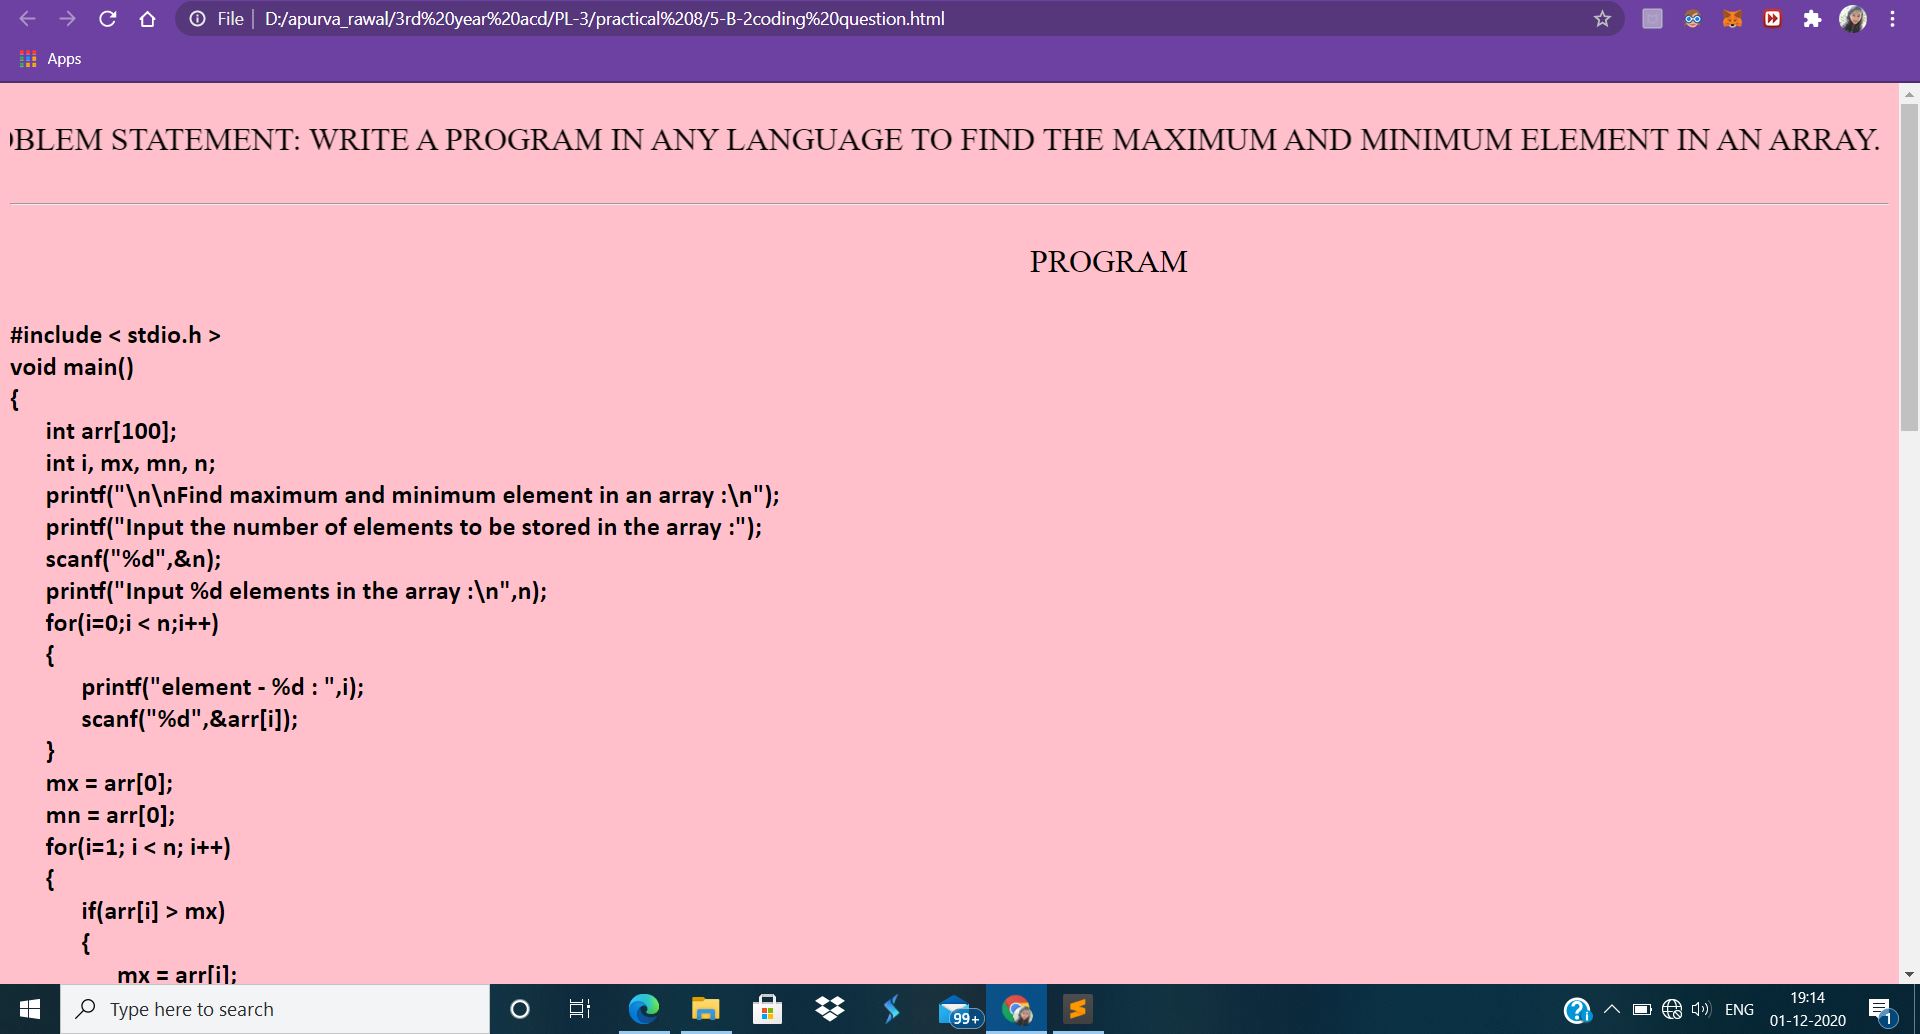 File | D:/apurva_rawal/3rd%20year%20acd/PL-3/practical%208/5-B-2coding%20question.html
Apps
OBLEM STATEMENT: WRITE A PROGRAM IN ANY LANGUAGE TO FIND THE MAXIMUM AND MINIMUM ELEMENT IN AN ARRAY.
PROGRAM
#include < stdio.h >
void main()
{
int arr[100];
int i, mx, mn, n;
printf("\n\nFind maximum and minimum element in an array :\n");
printf("Input the number of elements to be stored in the array :");
scanf("%d",&n);
printf("Input %d elements in the array :\n",n);
for(i=0;i < n;i++)
{
printf("element - %d : ",i);
scanf("%d",&arr[i]);
}
mx = arr[0];
mn = arr[0];
for(i=1; i < n; i++)
{
if(arr[i] > mx)
{
mx = arr[i];
Type here to search
99+
ENG
19:14
01-12-2020
1